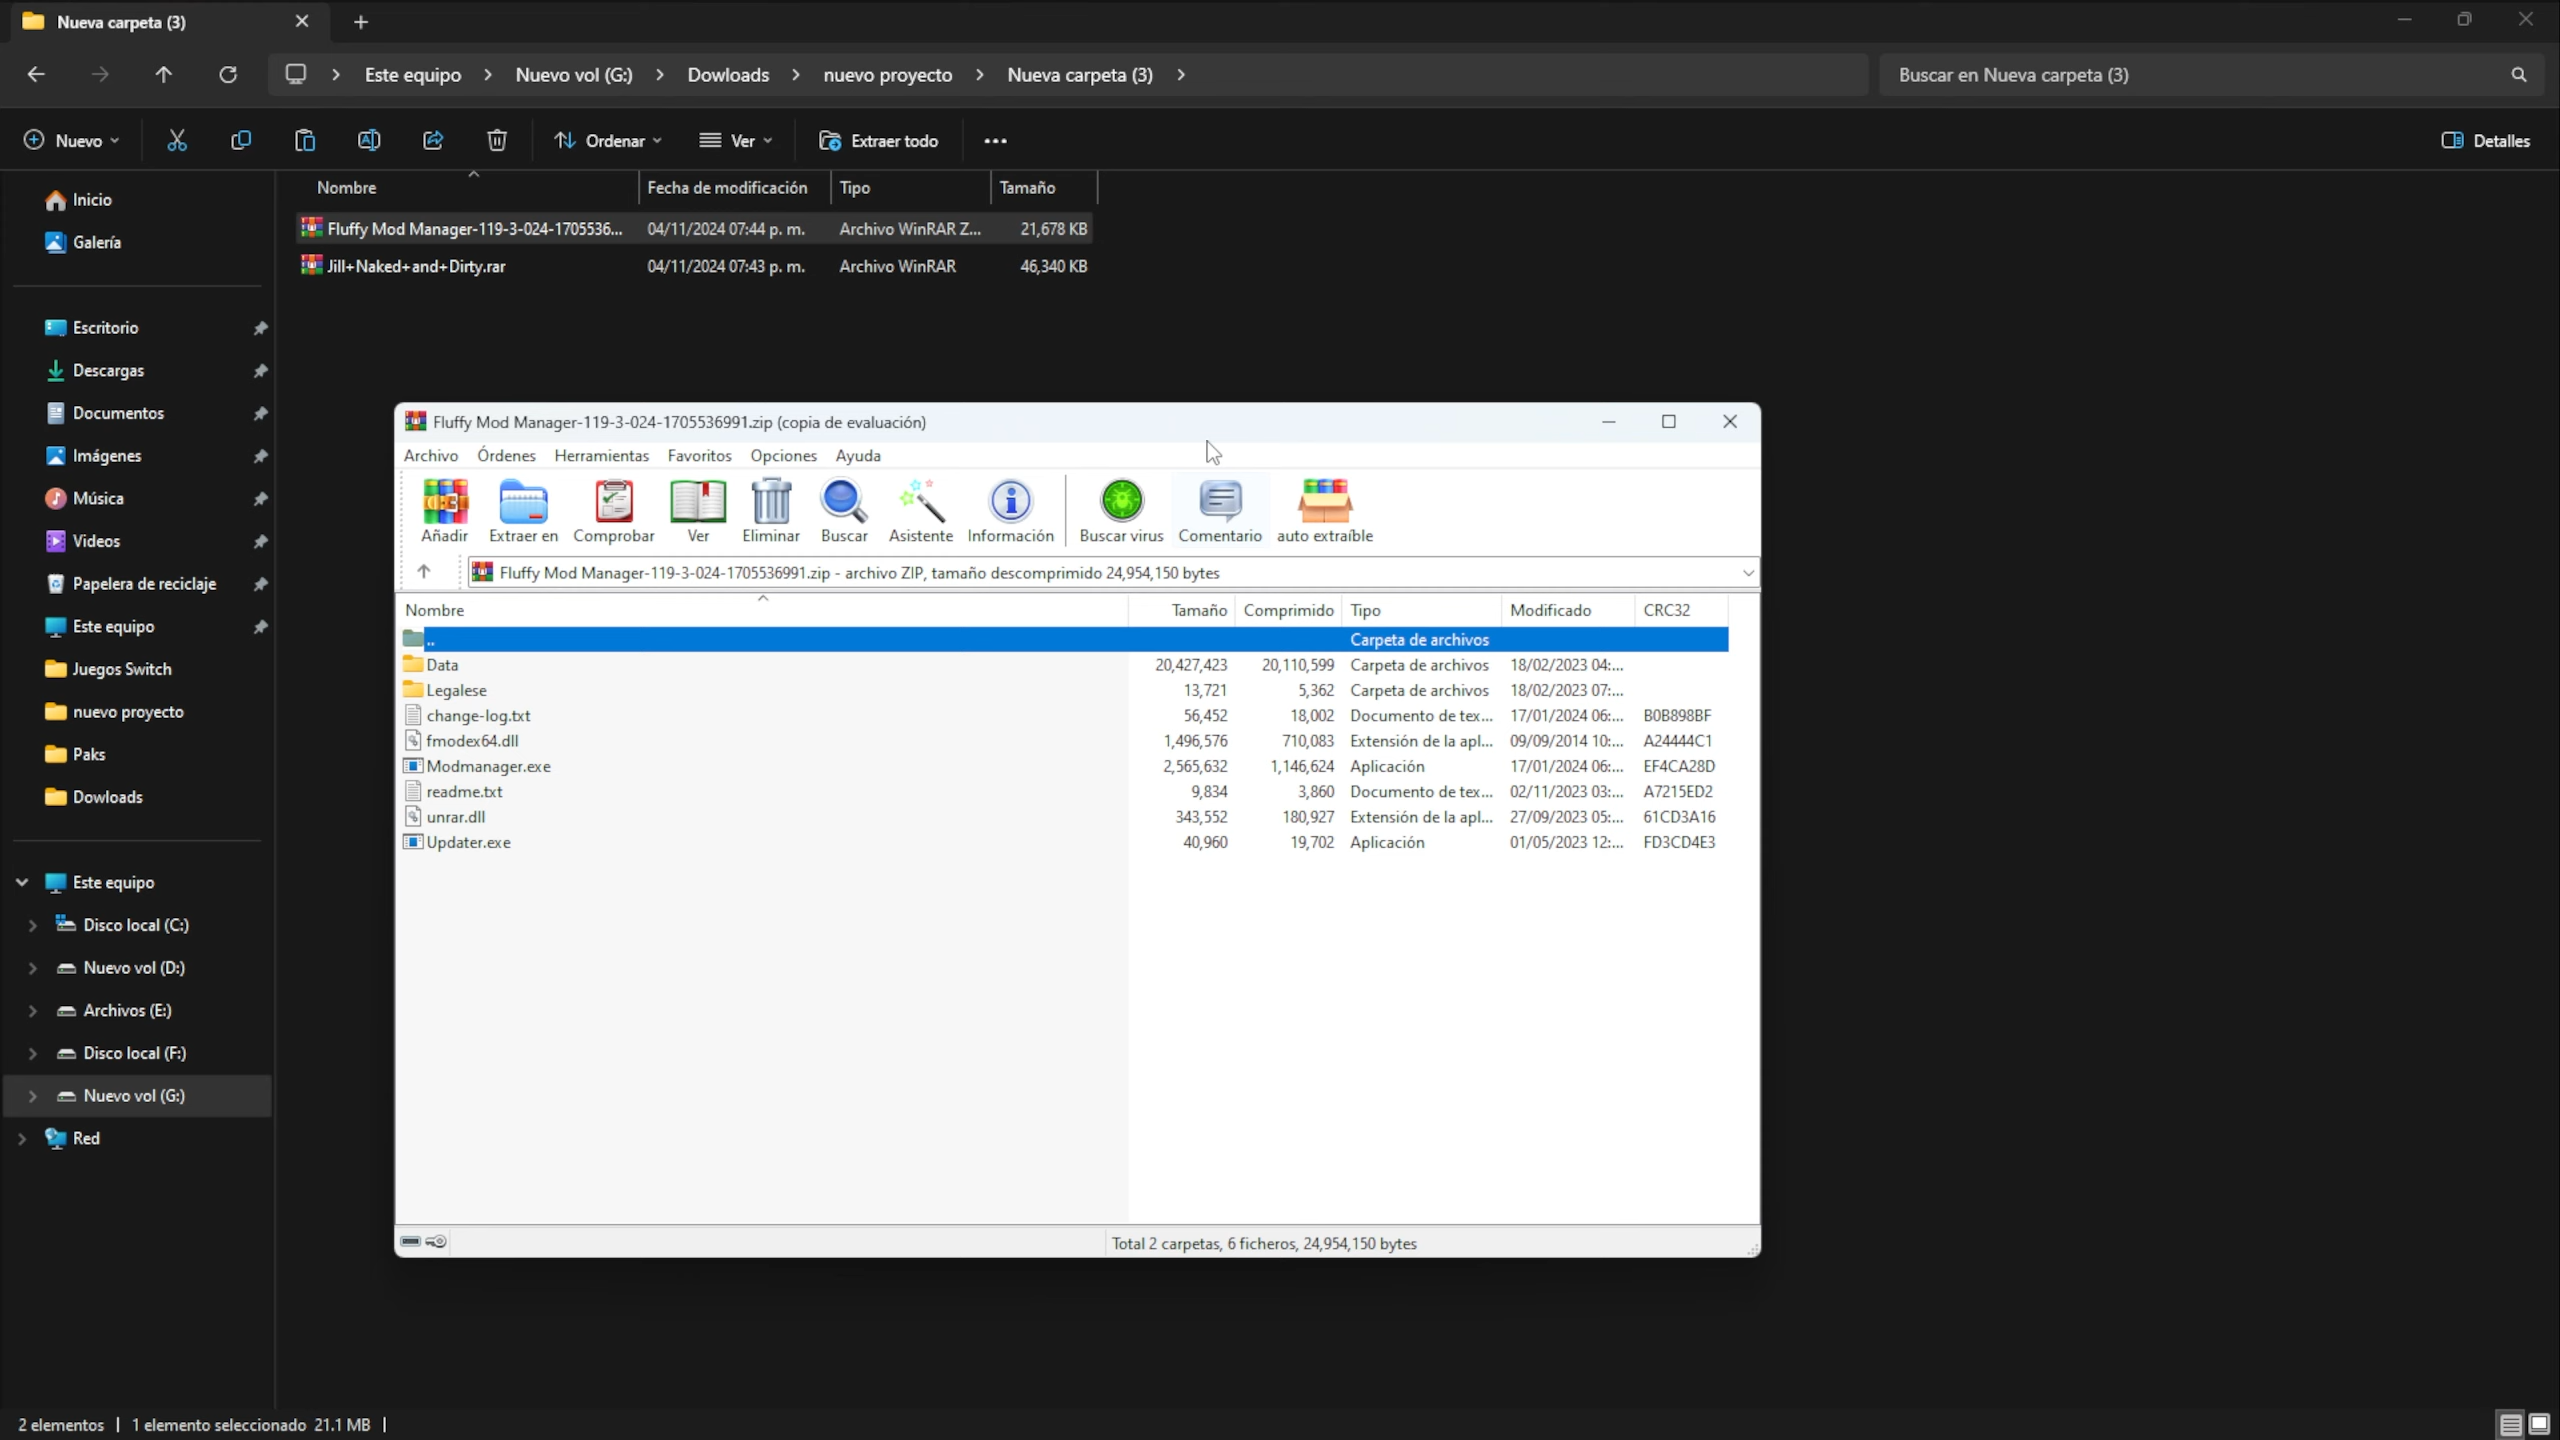 Nueva carpeta (3)
Este equipo > Nuevo vol (G:) > Dowloads > nuevo proyecto > Nueva carpeta (3) >
Buscar en Nueva carpeta (3)
Nuevo
Ordenar
Ver
Extraer todo
Detalles
Nombre Fecha de modificación Tipo Tamaño
Fluffy Mod Manager-119-3-024-1705536... 04/11/2024 07:44 p. m. Archivo WinRAR Z... 21,678 KB
Jill+Naked+and+Dirty.rar 04/11/2024 07:43 p. m. Archivo WinRAR 46,340 KB
Inicio
Galería
Escritorio
Descargas
Documentos
Imágenes
Música
Videos
Papelera de reciclaje
Este equipo
Juegos Switch
nuevo proyecto
Paks
Dowloads
Este equipo
Disco local (C:)
Nuevo vol (D:)
Archivos (E:)
Disco local (F:)
Nuevo vol (G:)
Red
Fluffy Mod Manager-119-3-024-1705536991.zip (copia de evaluación)
Archivo Órdenes Herramientas Favoritos Opciones Ayuda
Añadir Extraer en Comprobar Ver Eliminar Buscar Asistente Información Buscar virus Comentario auto extraíble
Fluffy Mod Manager-119-3-024-1705536991.zip - archivo ZIP, tamaño descomprimido 24,954,150 bytes
Nombre Tamaño Comprimido Tipo Modificado CRC32
.. Carpeta de archivos
Data 20,427,423 20,110,599 Carpeta de archivos 18/02/2023 04:...
Legalese 13,721 5,362 Carpeta de archivos 18/02/2023 07:...
change-log.txt 56,452 18,002 Documento de tex... 17/01/2024 06:... B0B898BF
fmodex64.dll 1,496,576 710,083 Extensión de la apl... 09/09/2014 10:... A24444C1
Modmanager.exe 2,565,632 1,146,624 Aplicación 17/01/2024 06:... EF4CA28D
readme.txt 9,834 3,860 Documento de tex... 02/11/2023 03:... A7215ED2
unrar.dll 343,552 180,927 Extensión de la apl... 27/09/2023 05:... 61CD3A16
Updater.exe 40,960 19,702 Aplicación 01/05/2023 12:... FD3CD4E3
Total 2 carpetas, 6 ficheros, 24,954,150 bytes
2 elementos | 1 elemento seleccionado 21.1 MB |